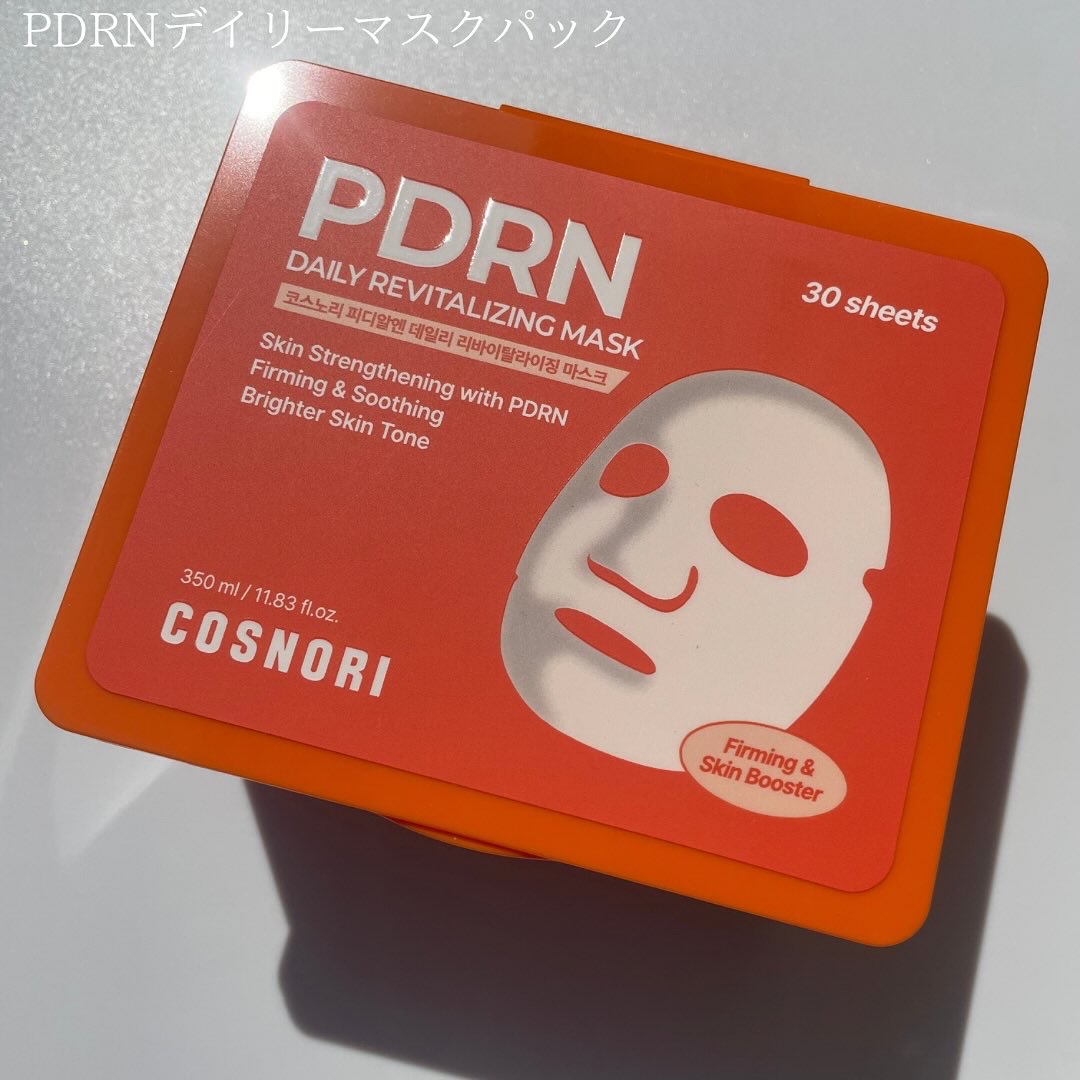 PDRNデイリーマスクパック
PDRN
DAILY REVITALIZING MASK
코스노리 피디알엔 데일리 리바이탈라이징 마스크
30 sheets
Skin Strengthening with PDRN
Firming & Soothing
Brighter Skin Tone
350 ml / 11.83 fl.oz.
COSNORI
Firming &
Skin Booster